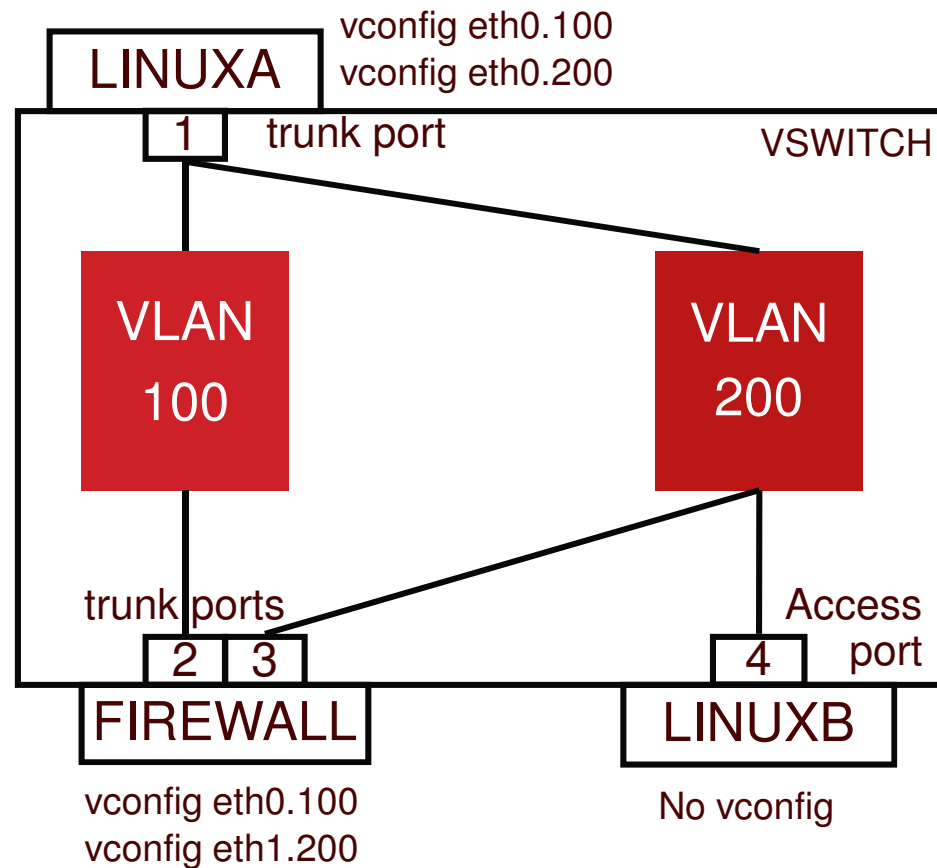 vconfig eth0.100
vconfig eth0.200
LINUXA
1
trunk port
VSWITCH
VLAN
100
VLAN
200
trunk ports
2
3
Access
port
4
FIREWALL
LINUXB
vconfig eth0.100
vconfig eth1.200
No vconfig